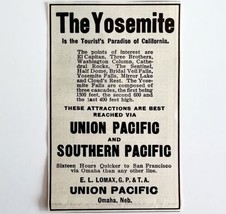 The Yosemite
Is the Tourist's Paradise of California.
The points of interest are
El Capitan, Three Brothers,
Washington Column, Cathed-
ral Rocks, The Sentinel,
Half Dome, Bridal Veil Falls,
Yosemite Falls, Mirror Lake
and Cloud's Rest. The Yose-
mite Falls are composed of
three cascades, the first being
1500 feet, the second 600 and
the last 400 feet high.
THESE ATTRACTIONS ARE BEST
REACHED VIA
UNION PACIFIC
AND
SOUTHERN PACIFIC
Sixteen Hours Quicker to San Francisco
via Omaha than any other line.
E. L. LOMAX, G. P. & T. A.
UNION PACIFIC
Omaha, Neb.